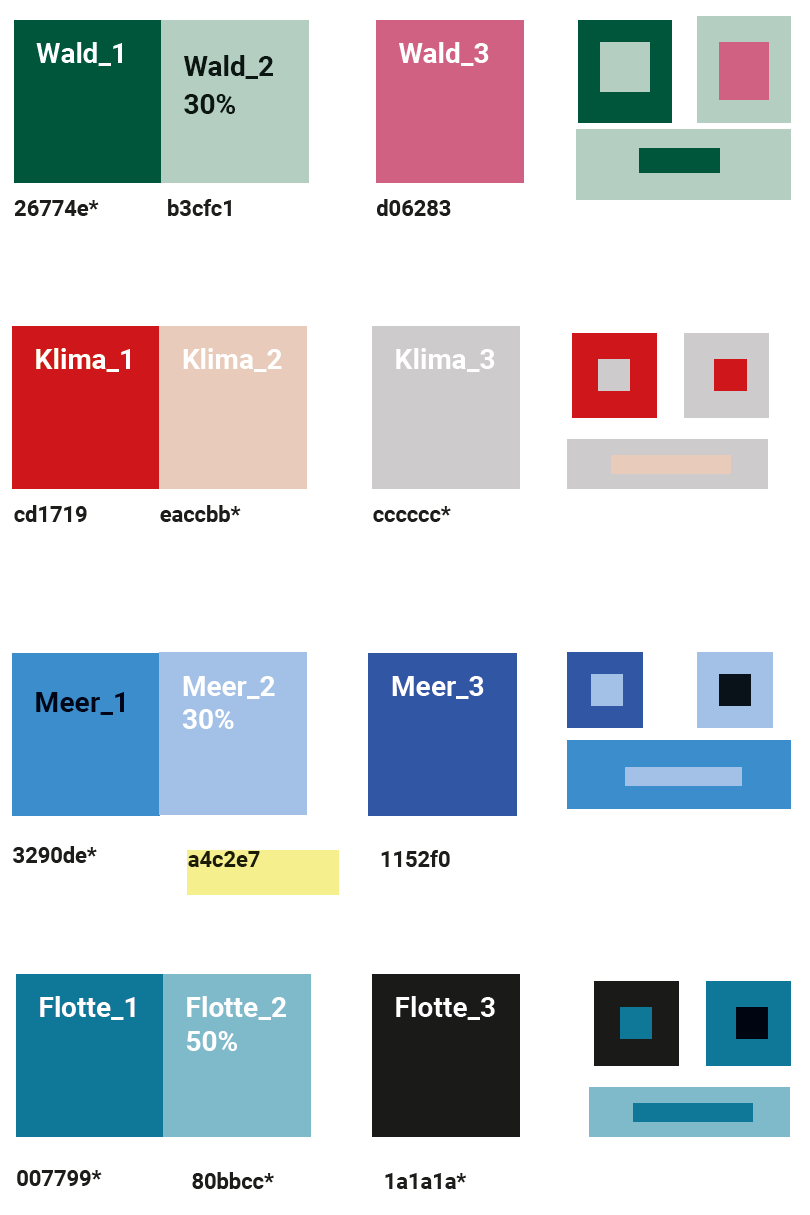 Wald_1
Wald_2
30%
Wald_3
26774e*
b3cfc1
d06283
Klima_1
Klima_2
Klima_3
cd1719
eaccbb*
cccccc*
Meer_1
Meer_2
30%
Meer_3
3290de*
a4c2e7
1152f0
Flotte_1
Flotte_2
50%
Flotte_3
007799*
80bbcc*
1a1a1a*